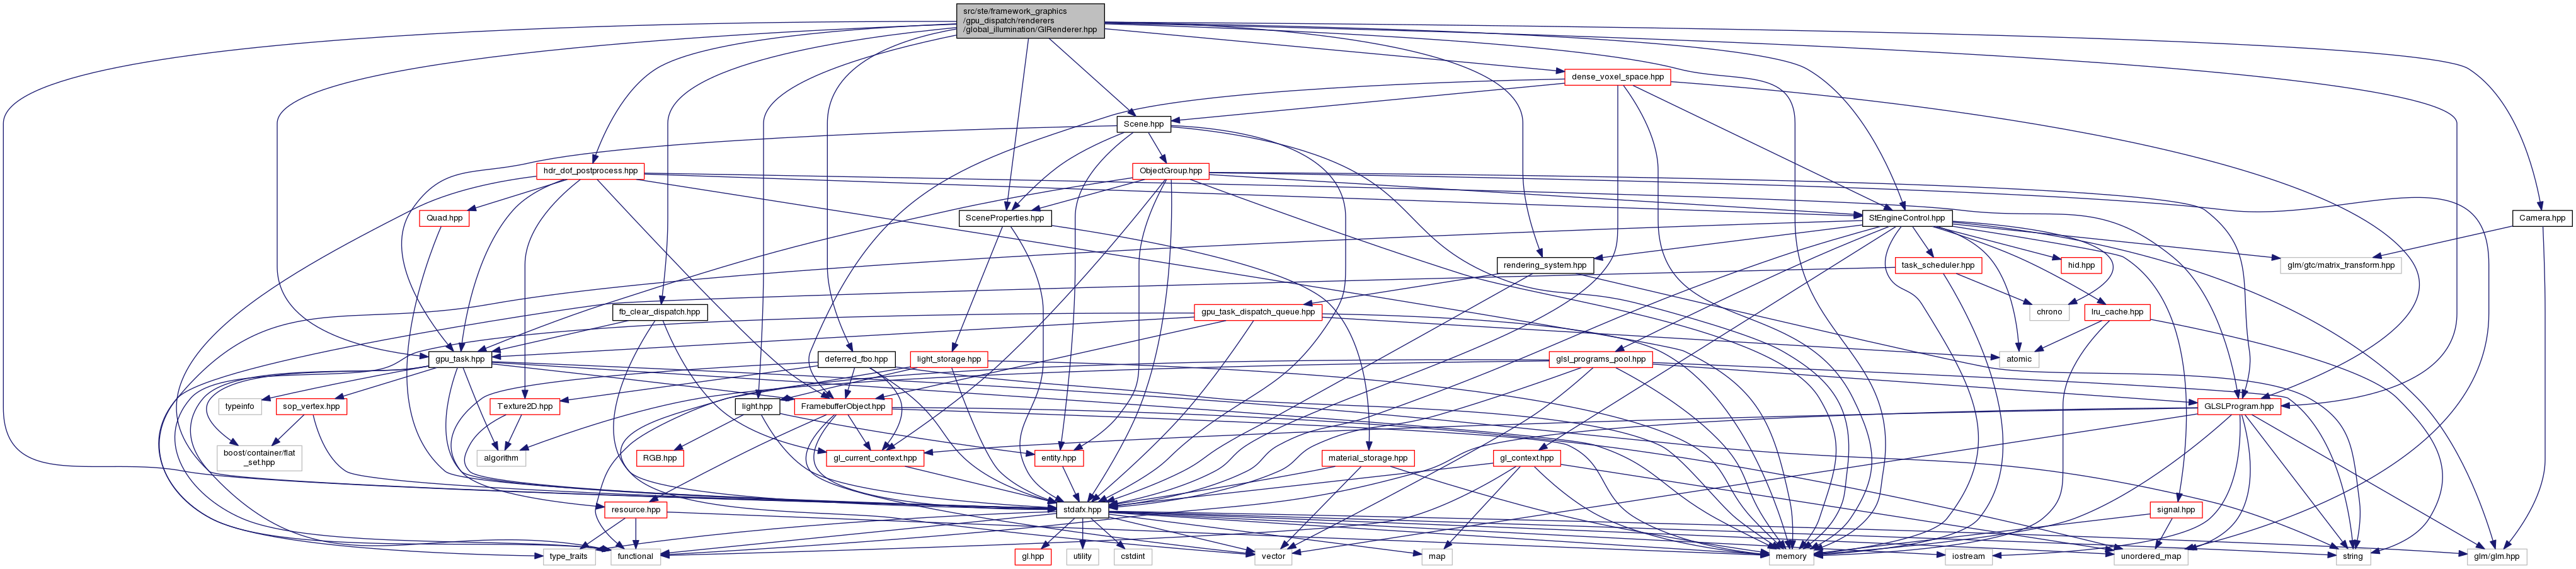 src/ste/framework_graphics
/gpu_dispatch/renderers
/global_illumination/GIRenderer.hpp
dense_voxel_space.hpp
Scene.hpp
hdr_dof_postprocess.hpp
ObjectGroup.hpp
Quad.hpp
SceneProperties.hpp
StEngineControl.hpp
Camera.hpp
rendering_system.hpp
task_scheduler.hpp
hid.hpp
glm/gtc/matrix_transform.hpp
fb_clear_dispatch.hpp
gpu_task_dispatch_queue.hpp
chrono
lru_cache.hpp
gpu_task.hpp
deferred_fbo.hpp
light_storage.hpp
glsl_programs_pool.hpp
atomic
typeinfo
sop_vertex.hpp
Texture2D.hpp
light.hpp
FramebufferObject.hpp
GLSLProgram.hpp
boost/container/flat
_set.hpp
algorithm
RGB.hpp
gl_current_context.hpp
entity.hpp
material_storage.hpp
gl_context.hpp
resource.hpp
stdafx.hpp
signal.hpp
type_traits
functional
gl.hpp
utility
cstdint
vector
map
memory
iostream
unordered_map
string
glm/glm.hpp